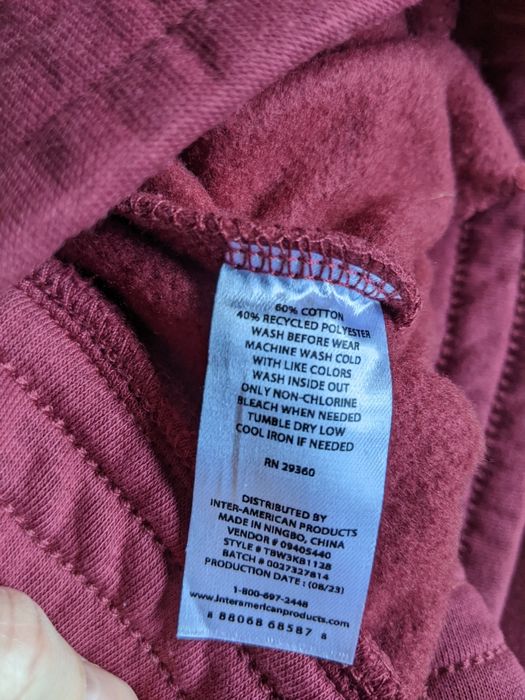 60% COTTON
40% RECYCLED POLYESTER
WASH BEFORE WEAR
MACHINE WASH COLD
WITH LIKE COLORS
WASH INSIDE OUT
ONLY NON-CHLORINE
BLEACH WHEN NEEDED
TUMBLE DRY LOW
COOL IRON IF NEEDED
RN 29360
DISTRIBUTED BY
INTER-AMERICAN PRODUCTS
MADE IN NINGBO, CHINA
VENDOR # 09405440
STYLE # TBW3KB1128
BATCH # 0027327814
PRODUCTION DATE : (08/23)
1-800-697-2448
www.interamericanproducts.com
8 88068 68587 8